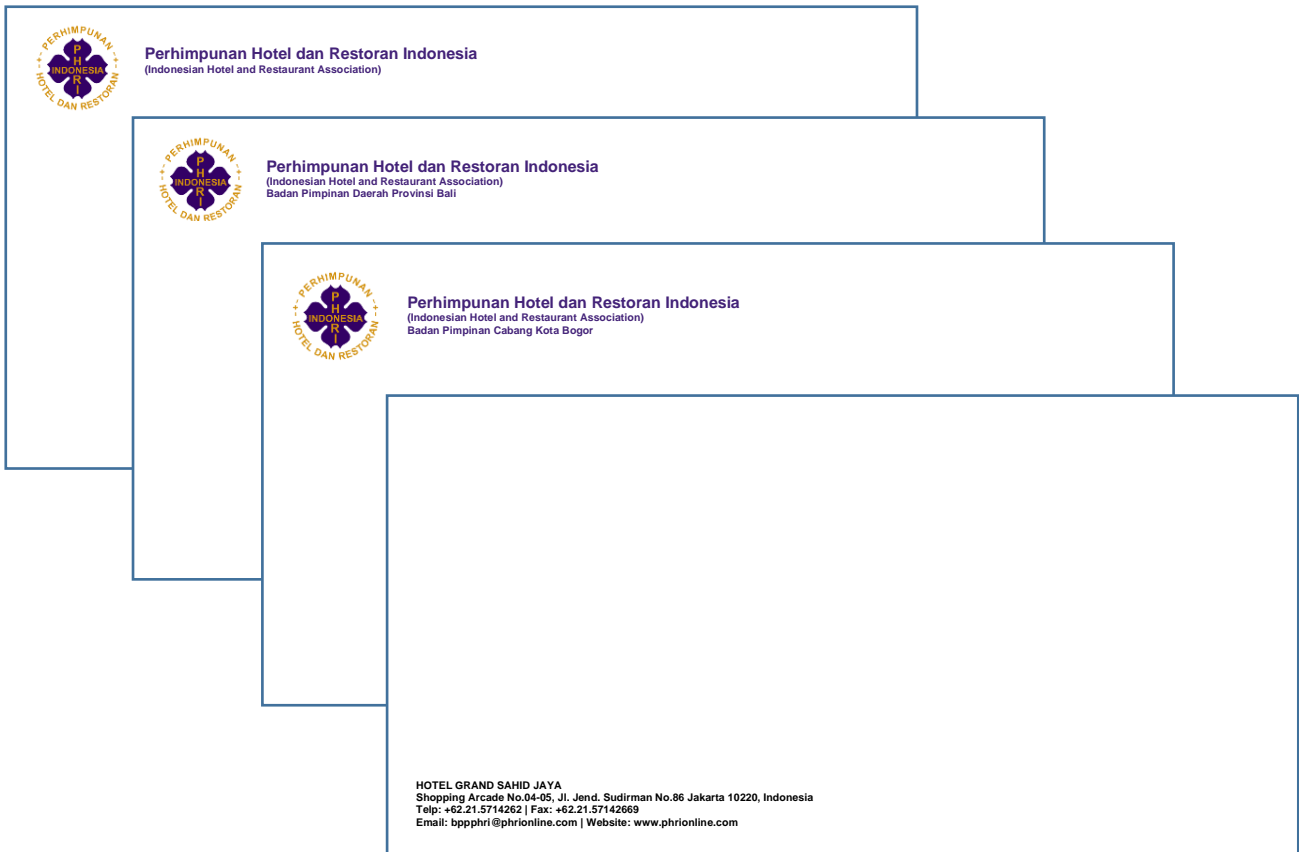 PERHIMPUNAN
HOTEL DAN RESTORAN
PHRI
INDONESIA
Perhimpunan Hotel dan Restoran Indonesia
(Indonesian Hotel and Restaurant Association)
PERHIMPUNAN
HOTEL DAN RESTORAN
PHRI
INDONESIA
Perhimpunan Hotel dan Restoran Indonesia
(Indonesian Hotel and Restaurant Association)
Badan Pimpinan Daerah Provinsi Bali
PERHIMPUNAN
HOTEL DAN RESTORAN
PHRI
INDONESIA
Perhimpunan Hotel dan Restoran Indonesia
(Indonesian Hotel and Restaurant Association)
Badan Pimpinan Cabang Kota Bogor
HOTEL GRAND SAHID JAYA
Shopping Arcade No.04-05, Jl. Jend. Sudirman No.86 Jakarta 10220, Indonesia
Telp: +62.21.5714262 | Fax: +62.21.57142669
Email: bppphri@phrionline.com | Website: www.phrionline.com